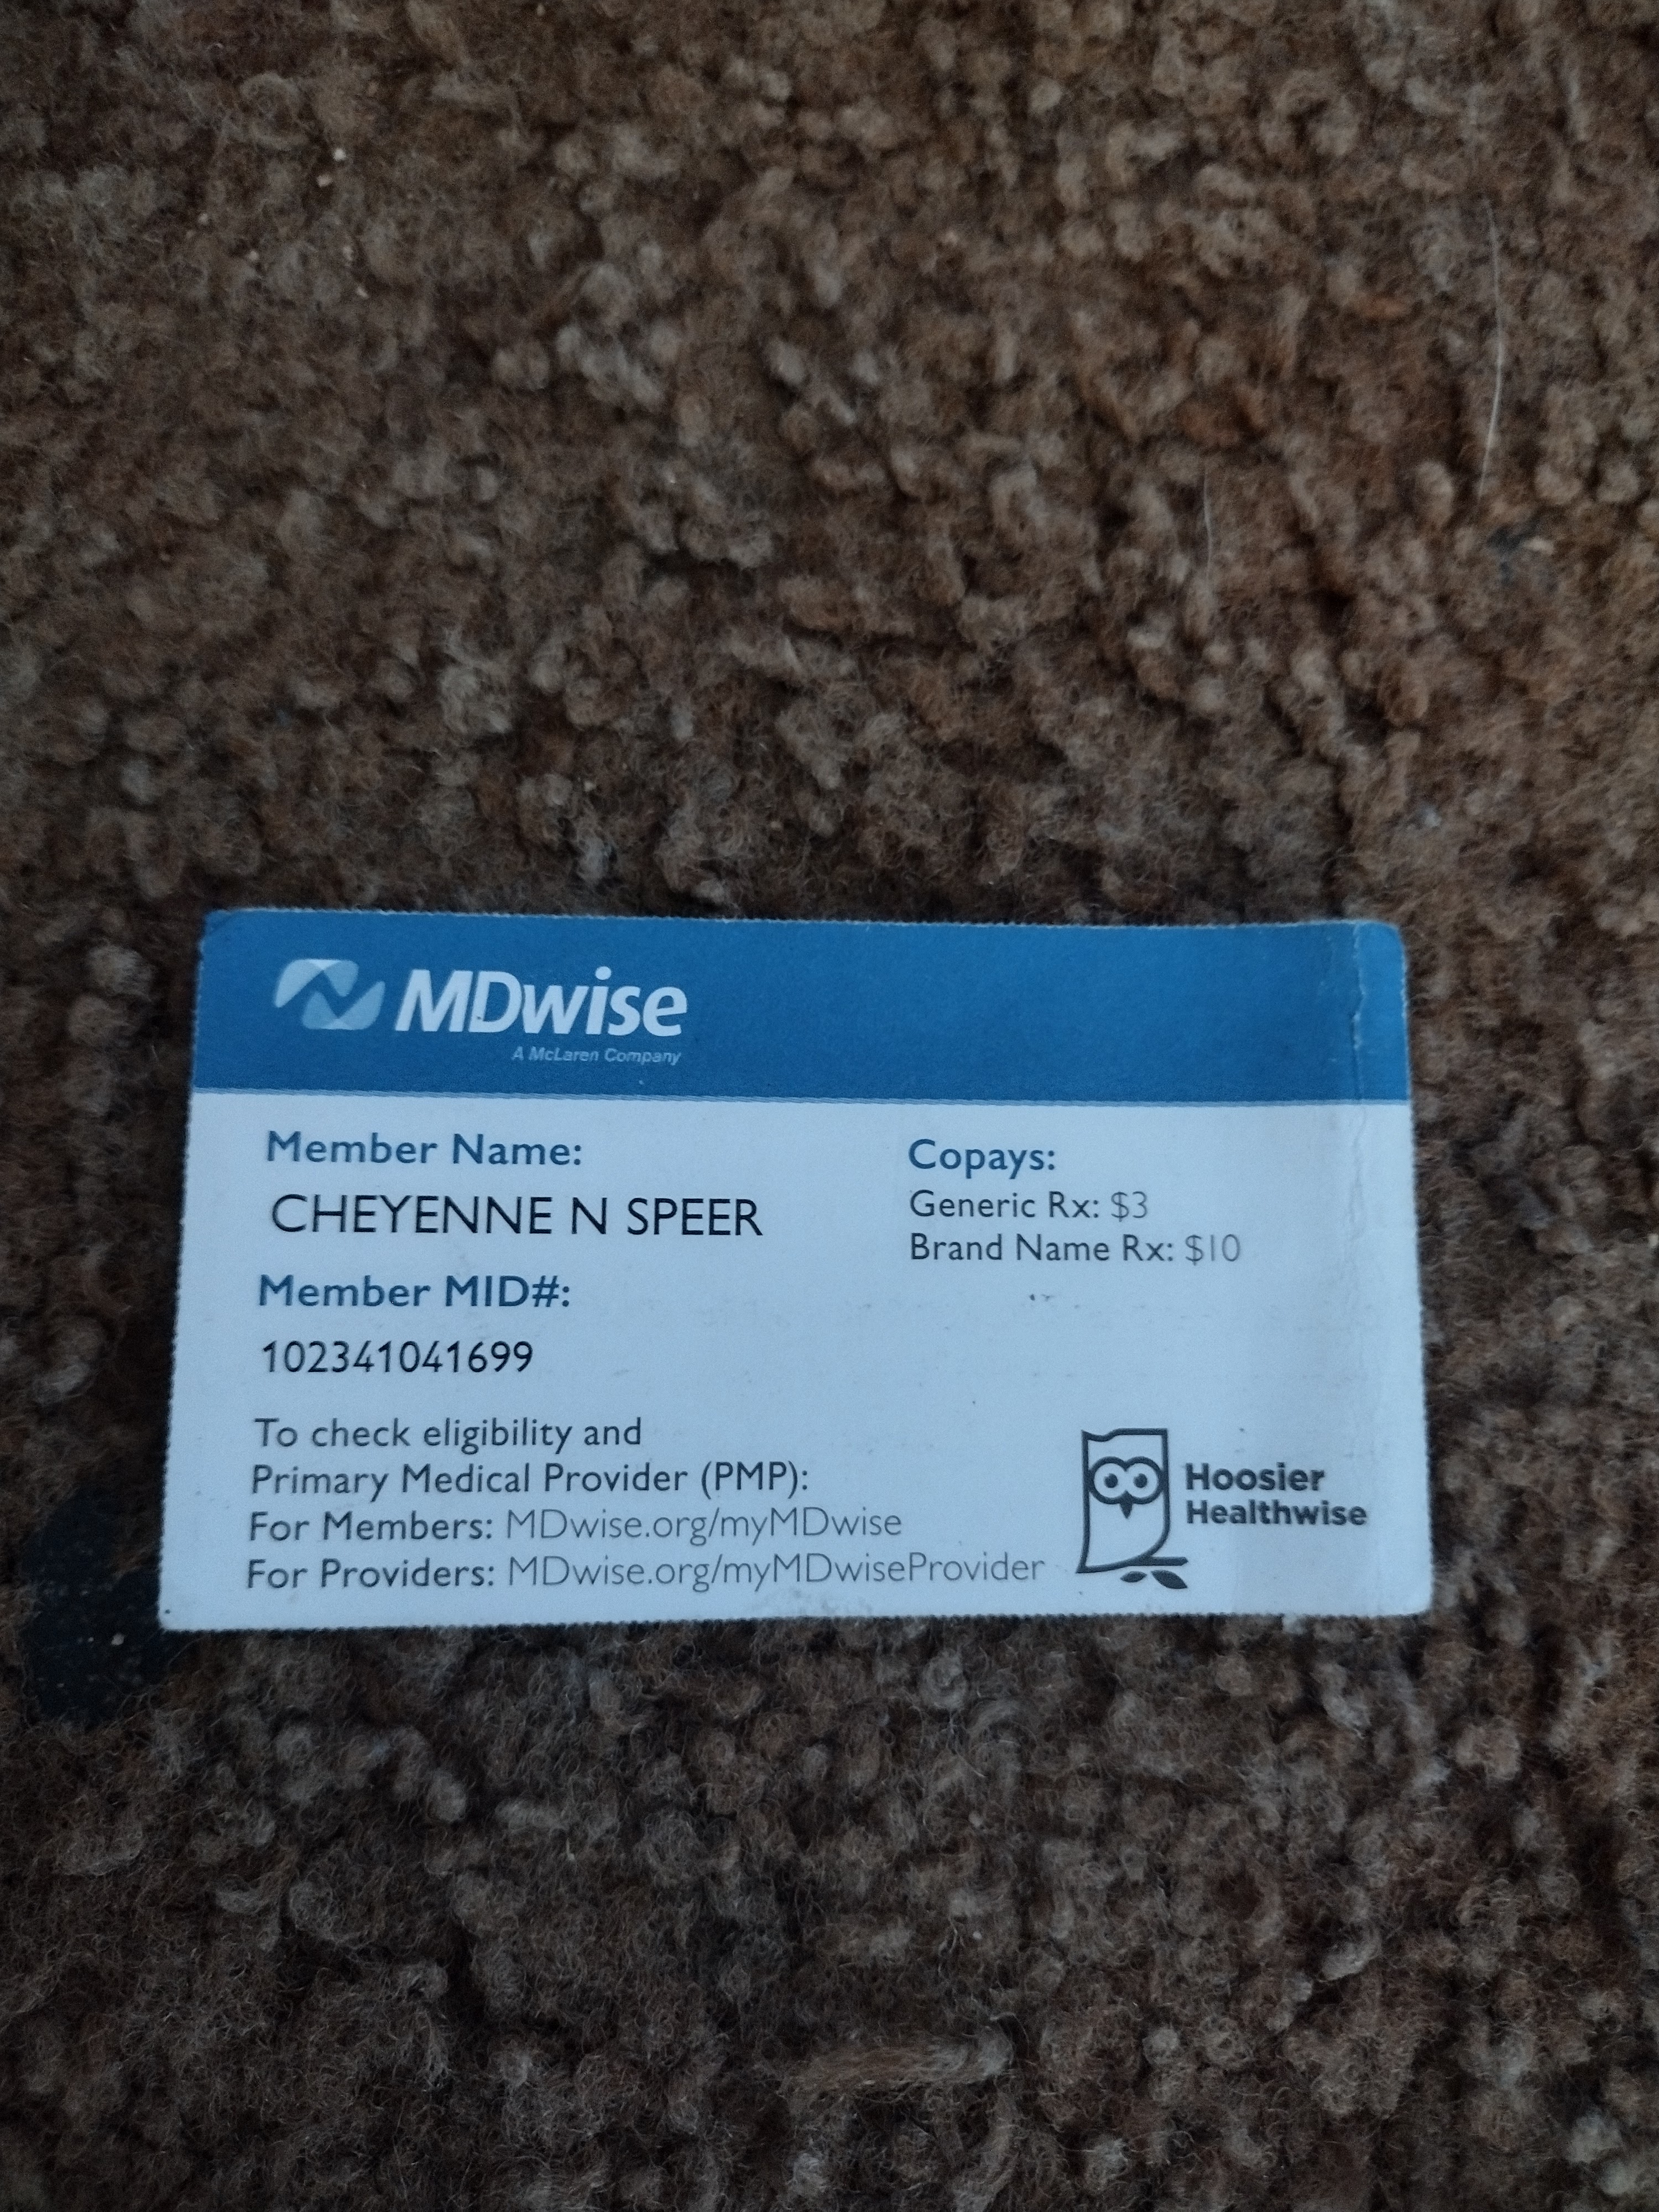 MDwise
A McLaren Company
Member Name:
CHEYENNE N SPEER
Member MID#:
102341041699
Copays:
Generic Rx: $3
Brand Name Rx: $10
To check eligibility and
Primary Medical Provider (PMP):
For Members: MDwise.org/myMDwise
For Providers: MDwise.org/myMDwiseProvider
Hoosier
Healthwise